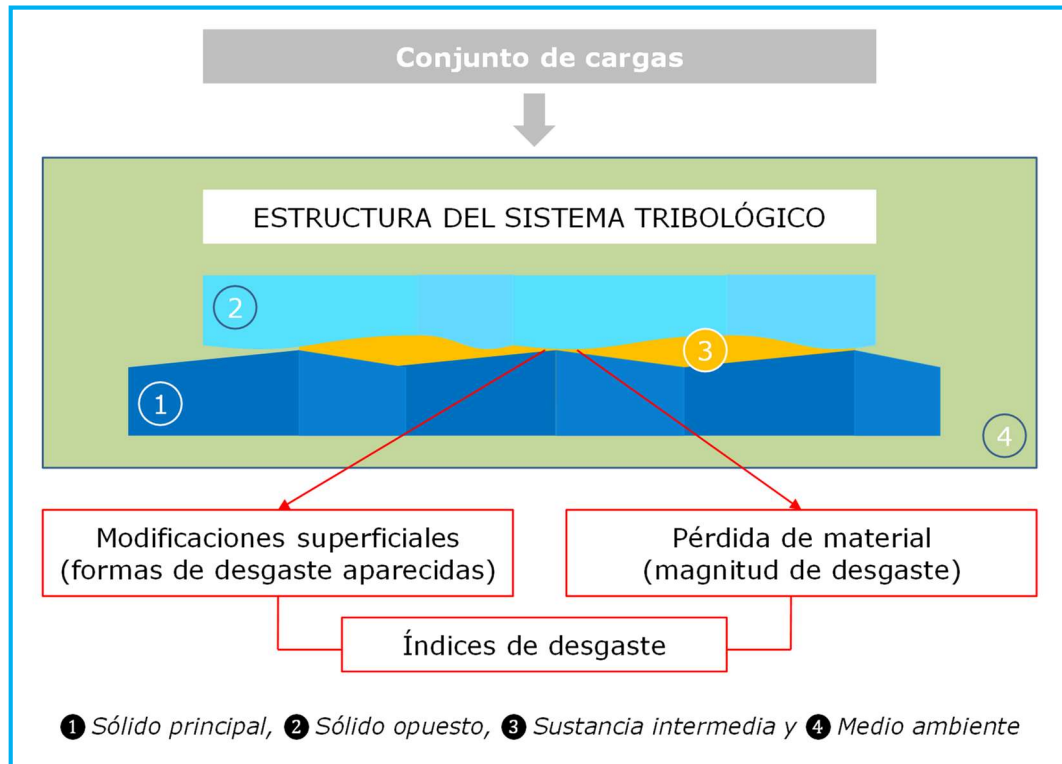 Conjunto de cargas
ESTRUCTURA DEL SISTEMA TRIBOLÓGICO
2
3
1
4
Modificaciones superficiales
(formas de desgaste aparecidas)
Pérdida de material
(magnitud de desgaste)
Índices de desgaste
❶ Sólido principal, ❷ Sólido opuesto, ❸ Sustancia intermedia y ❹ Medio ambiente